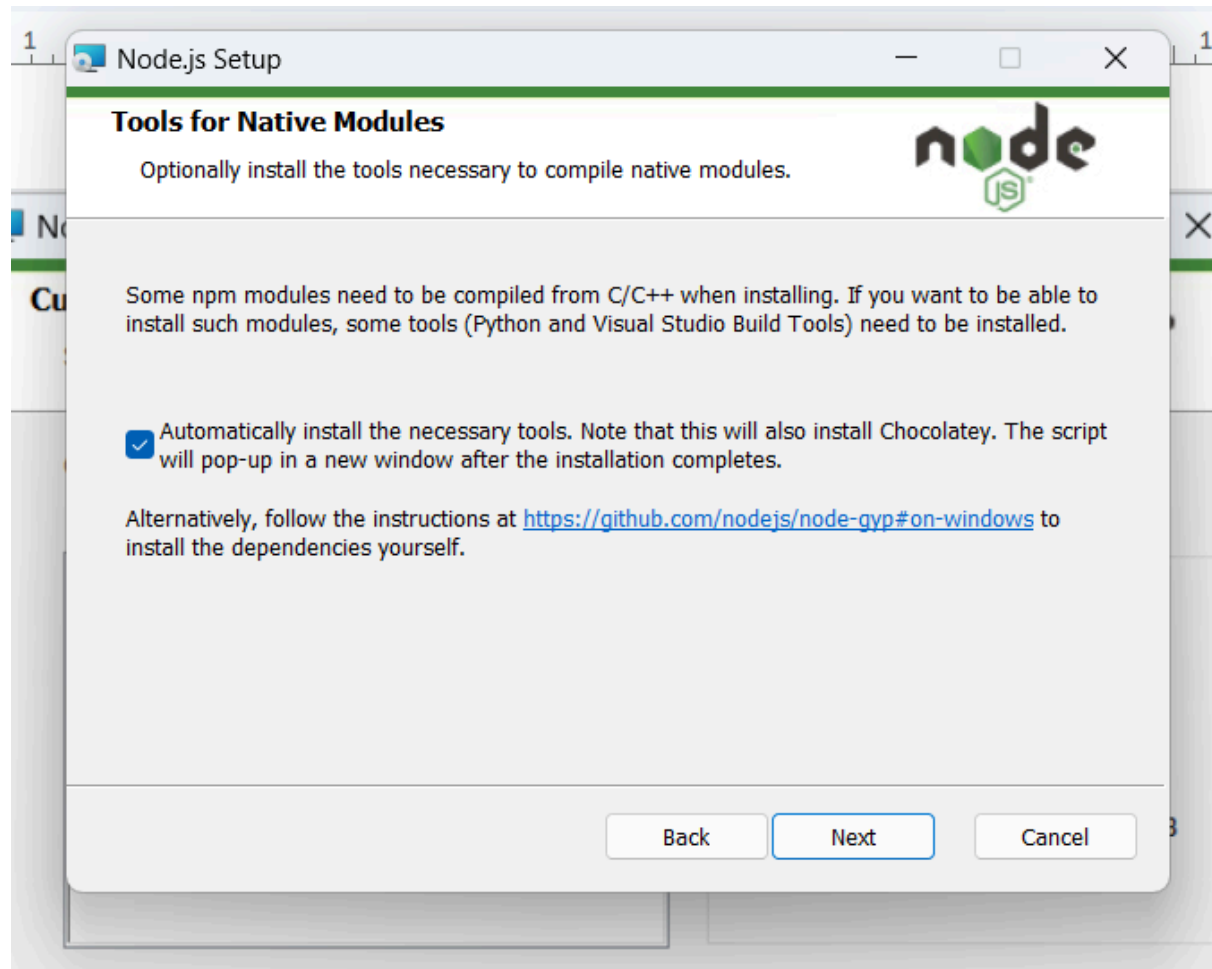 1
1
Node.js Setup
Tools for Native Modules
Optionally install the tools necessary to compile native modules.
node
JS
No
Cu
Some npm modules need to be compiled from C/C++ when installing. If you want to be able to
install such modules, some tools (Python and Visual Studio Build Tools) need to be installed.
Automatically install the necessary tools. Note that this will also install Chocolatey. The script
will pop-up in a new window after the installation completes.
Alternatively, follow the instructions at https://github.com/nodejs/node-gyp#on-windows to
install the dependencies yourself.
Back
Next
Cancel